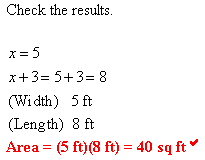 Check the results.
x = 5
x + 3 = 5 + 3 = 8
(Width) 5 ft
(Length) 8 ft
Area = (5 ft)(8 ft) = 40 sq ft